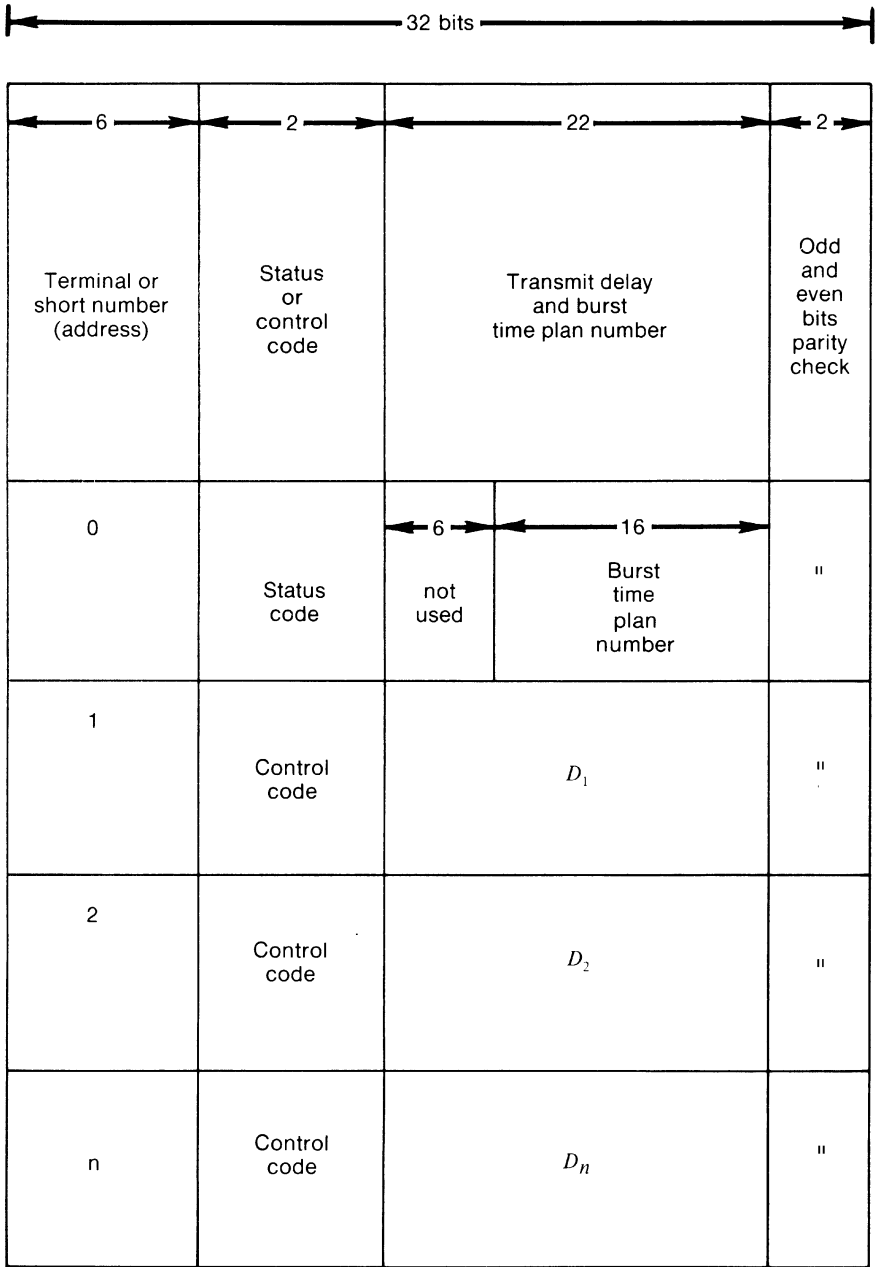 32 bits
6 2 22 2
Terminal or
short number
(address)
Status
or
control
code
Transmit delay
and burst
time plan number
Odd
and
even
bits
parity
check
0
Status
code
6
not
used
16
Burst
time
plan
number
"
1
Control
code
D₁
"
2
Control
code
D₂
"
n
Control
code
Dₙ
"